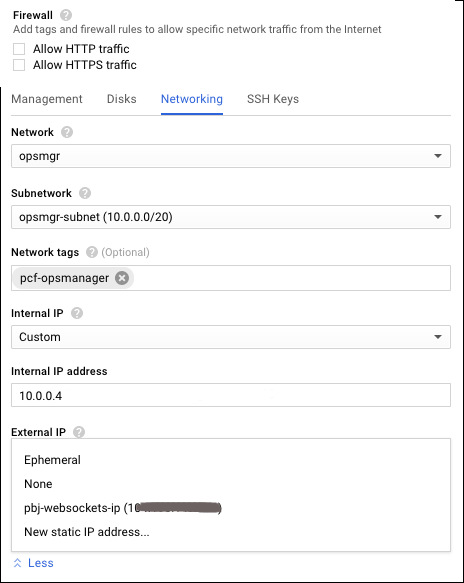 Firewall
Add tags and firewall rules to allow specific network traffic from the Internet
Allow HTTP traffic
Allow HTTPS traffic
Management Disks Networking SSH Keys
Network
opsmgr
Subnetwork
opsmgr-subnet (10.0.0.0/20)
Network tags (Optional)
pcf-opsmanager
Internal IP
Custom
Internal IP address
10.0.0.4
External IP
Ephemeral
None
pbj-websockets-ip
New static IP address...
Less